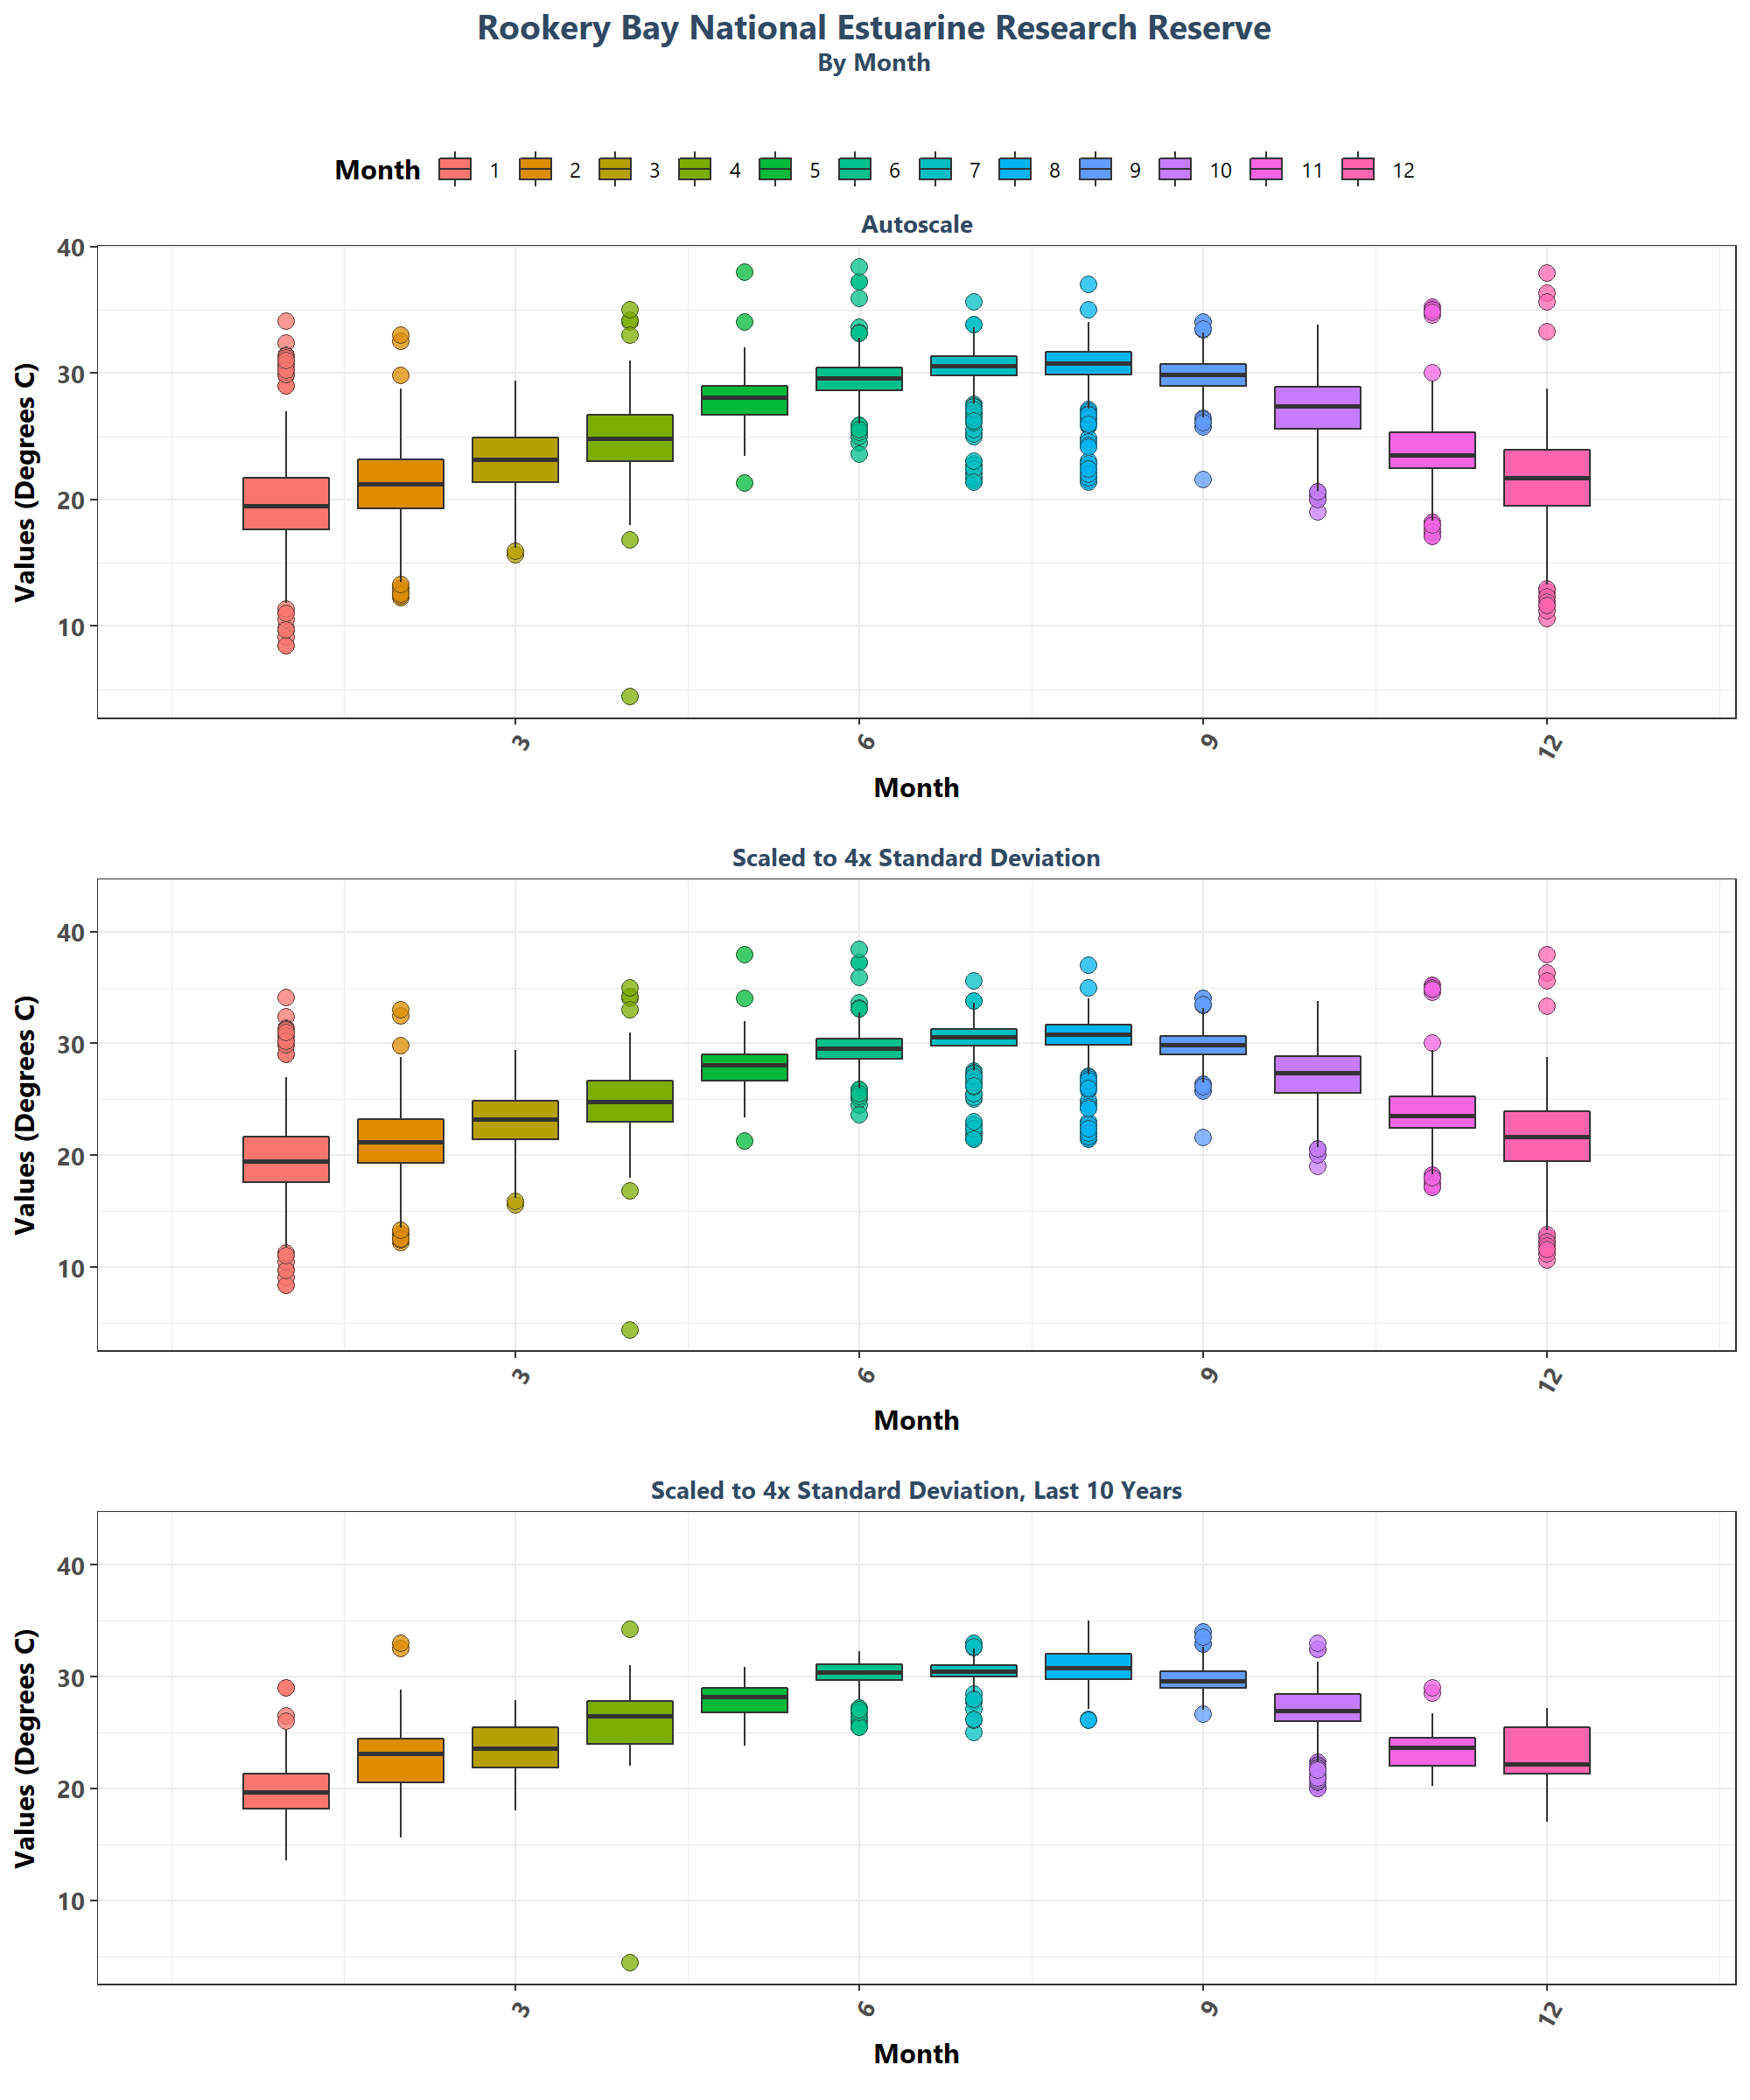 Rookery Bay National Estuarine Research Reserve
By Month
Month 1 2 3 4 5 6 7 8 9 10 11 12
Autoscale
Values (Degrees C)
40
30
20
10
3 6 9 12
Month
Scaled to 4x Standard Deviation
Values (Degrees C)
40
30
20
10
3 6 9 12
Month
Scaled to 4x Standard Deviation, Last 10 Years
Values (Degrees C)
40
30
20
10
3 6 9 12
Month